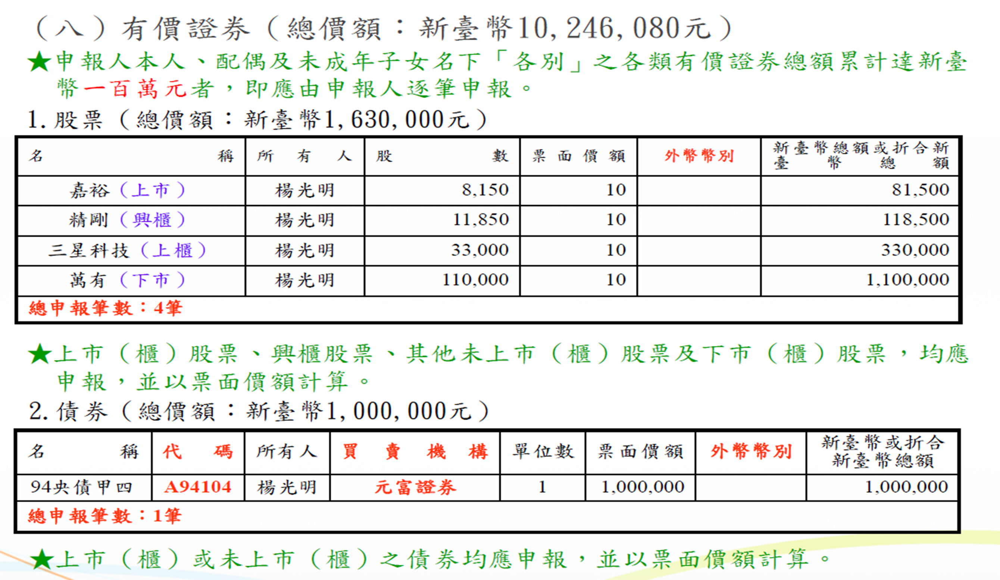 （八）有價證券（總價額：新臺幣10,246,080元）
★申報人本人、配偶及未成年子女名下「各別」之各類有價證券總額累計達新臺
幣一百萬元者，即應由申報人逐筆申報。
1.股票（總價額：新臺幣1,630,000元）
名稱 所有人 股數 票面價額 外幣幣別 新臺幣總額或折合新
臺幣總額
嘉裕（上市） 楊光明 8,150 10 81,500
精剛（興櫃） 楊光明 11,850 10 118,500
三星科技（上櫃） 楊光明 33,000 10 330,000
萬有（下市） 楊光明 110,000 10 1,100,000
總申報筆數：4筆
★上市（櫃）股票、興櫃股票、其他未上市（櫃）股票及下市（櫃）股票，均應
申報，並以票面價額計算。
2.債券（總價額：新臺幣1,000,000元）
名稱 代碼 所有人 買賣機構 單位數 票面價額 外幣幣別 新臺幣或折合
新臺幣總額
94央債甲四 A94104 楊光明 元富證券 1 1,000,000 1,000,000
總申報筆數：1筆
★上市（櫃）或未上市（櫃）之債券均應申報，並以票面價額計算。